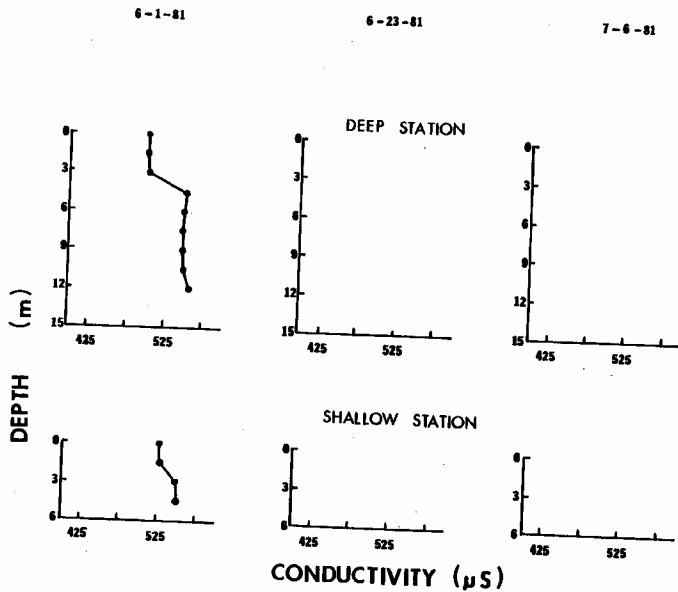 6-1-81 6-23-81 7-6-81
DEEP STATION
0 0 0
3 3 3
6 6 6
9 9 9
12 12 12
15 15 15
425 525 425 525 425 525
DEPTH (m)
SHALLOW STATION
0 0 0
3 3 3
6 6 6
425 525 425 525 425 525
CONDUCTIVITY (µS)